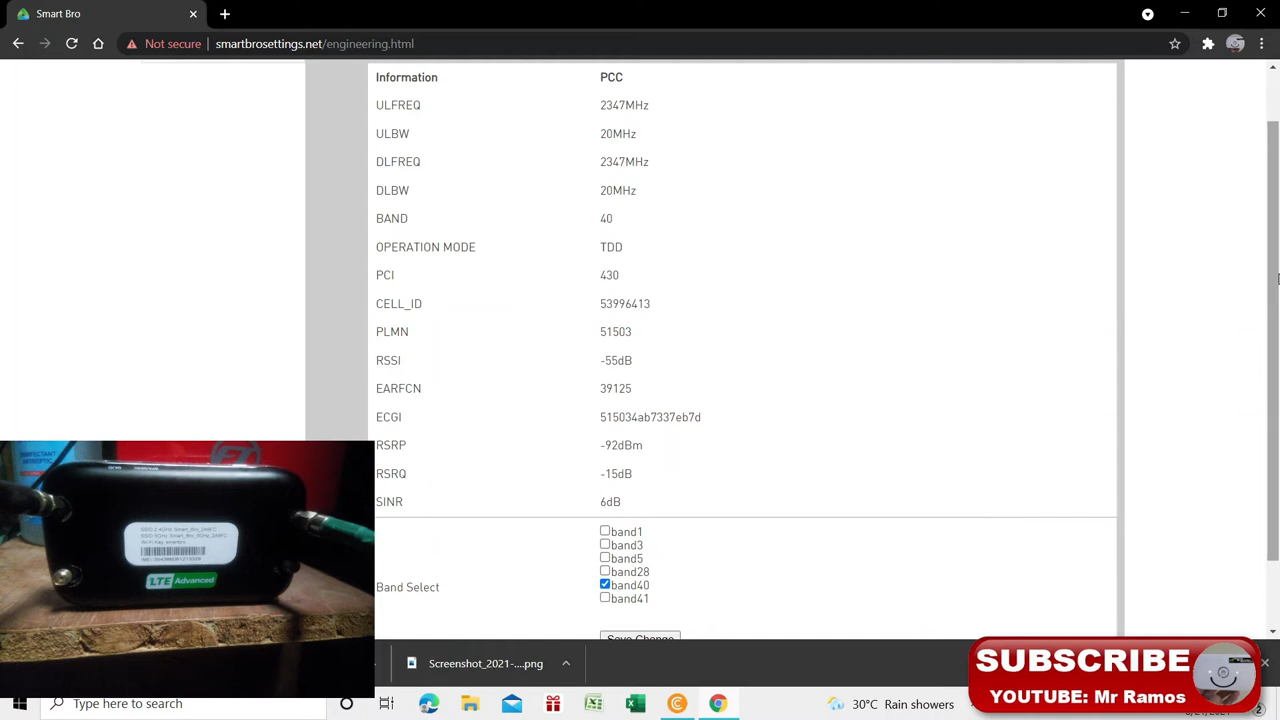 Smart Bro
Not secure smartbrosettings.net/engineering.html
Information PCC
ULFREQ 2347MHz
ULBW 20MHz
DLFREQ 2347MHz
DLBW 20MHz
BAND 40
OPERATION MODE TDD
PCI 430
CELL_ID 53996413
PLMN 51503
RSSI -55dB
EARFCN 39125
ECGI 515034ab7337eb7d
RSRP -92dBm
RSRQ -15dB
SINR 6dB
Band Select
band1
band3
band5
band28
band40
band41
Save Change
LTE Advanced
Screenshot_2021-....png
SUBSCRIBE
YOUTUBE: Mr Ramos
Type here to search
30°C Rain showers